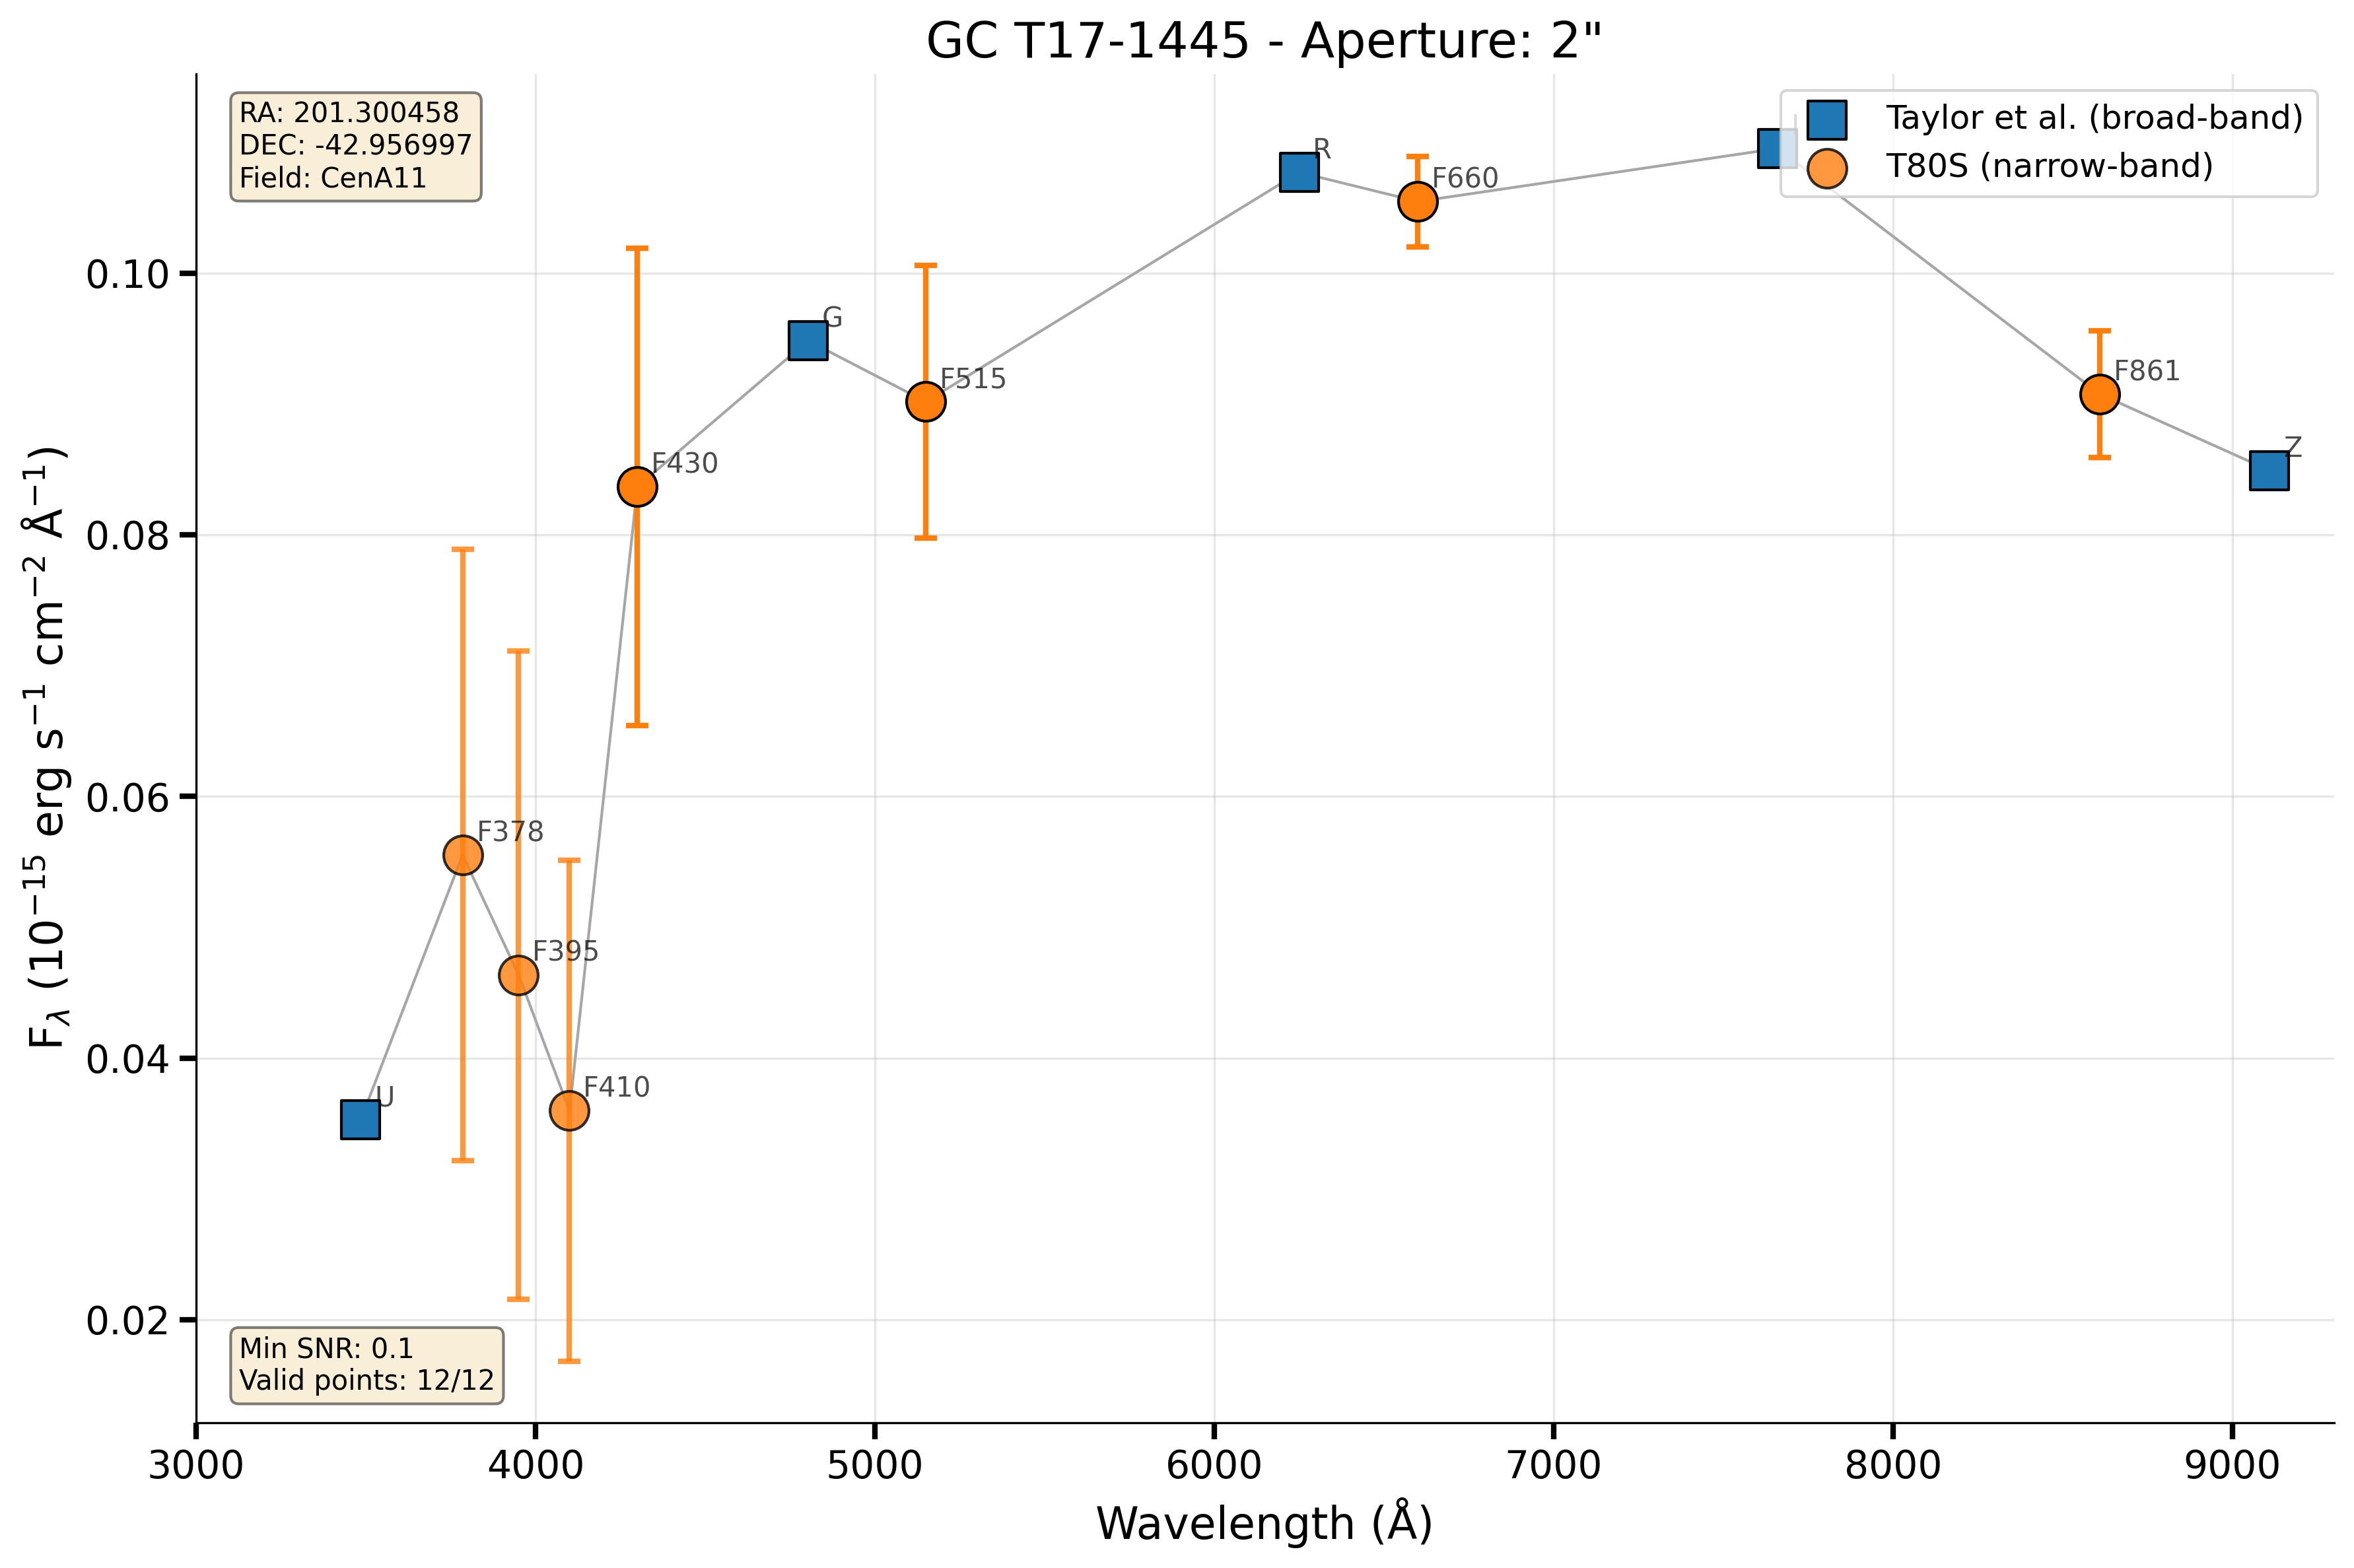 GC T17-1445 - Aperture: 2"
RA: 201.300458
DEC: -42.956997
Field: CenA11
Taylor et al. (broad-band)
T80S (narrow-band)
R
F660
G
F515
F861
F430
Z
F378
F395
F410
U
Min SNR: 0.1
Valid points: 12/12
0.10
0.08
0.06
0.04
0.02
3000 4000 5000 6000 7000 8000 9000
Wavelength (Å)
Fλ (10⁻¹⁵ erg s⁻¹ cm⁻² Å⁻¹)